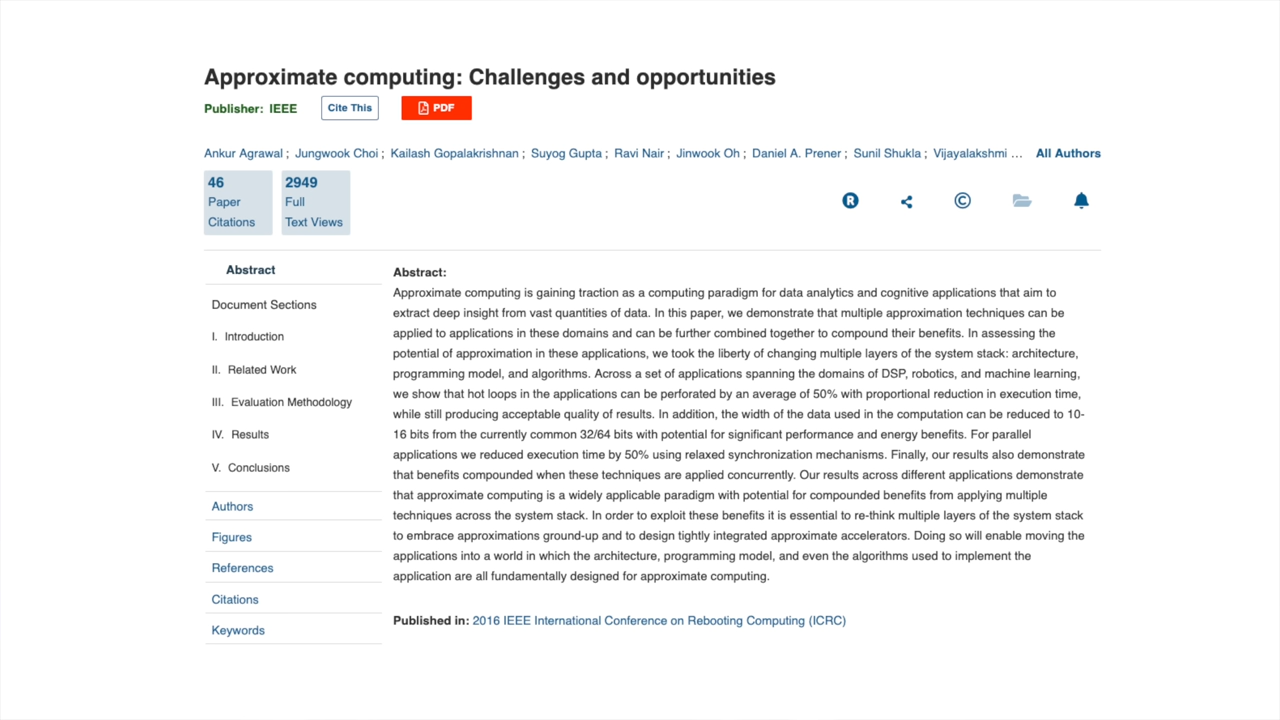 Approximate computing: Challenges and opportunities
Publisher: IEEE Cite This PDF
Ankur Agrawal ; Jungwook Choi ; Kailash Gopalakrishnan ; Suyog Gupta ; Ravi Nair ; Jinwook Oh ; Daniel A. Prener ; Sunil Shukla ; Vijayalakshmi … All Authors
46 2949
Paper Full
Citations Text Views
R © 
Abstract
Document Sections
I. Introduction
II. Related Work
III. Evaluation Methodology
IV. Results
V. Conclusions
Authors
Figures
References
Citations
Keywords
Abstract:
Approximate computing is gaining traction as a computing paradigm for data analytics and cognitive applications that aim to
extract deep insight from vast quantities of data. In this paper, we demonstrate that multiple approximation techniques can be
applied to applications in these domains and can be further combined together to compound their benefits. In assessing the
potential of approximation in these applications, we took the liberty of changing multiple layers of the system stack: architecture,
programming model, and algorithms. Across a set of applications spanning the domains of DSP, robotics, and machine learning,
we show that hot loops in the applications can be perforated by an average of 50% with proportional reduction in execution time,
while still producing acceptable quality of results. In addition, the width of the data used in the computation can be reduced to 10-
16 bits from the currently common 32/64 bits with potential for significant performance and energy benefits. For parallel
applications we reduced execution time by 50% using relaxed synchronization mechanisms. Finally, our results also demonstrate
that benefits compounded when these techniques are applied concurrently. Our results across different applications demonstrate
that approximate computing is a widely applicable paradigm with potential for compounded benefits from applying multiple
techniques across the system stack. In order to exploit these benefits it is essential to re-think multiple layers of the system stack
to embrace approximations ground-up and to design tightly integrated approximate accelerators. Doing so will enable moving the
applications into a world in which the architecture, programming model, and even the algorithms used to implement the
application are all fundamentally designed for approximate computing.
Published in: 2016 IEEE International Conference on Rebooting Computing (ICRC)